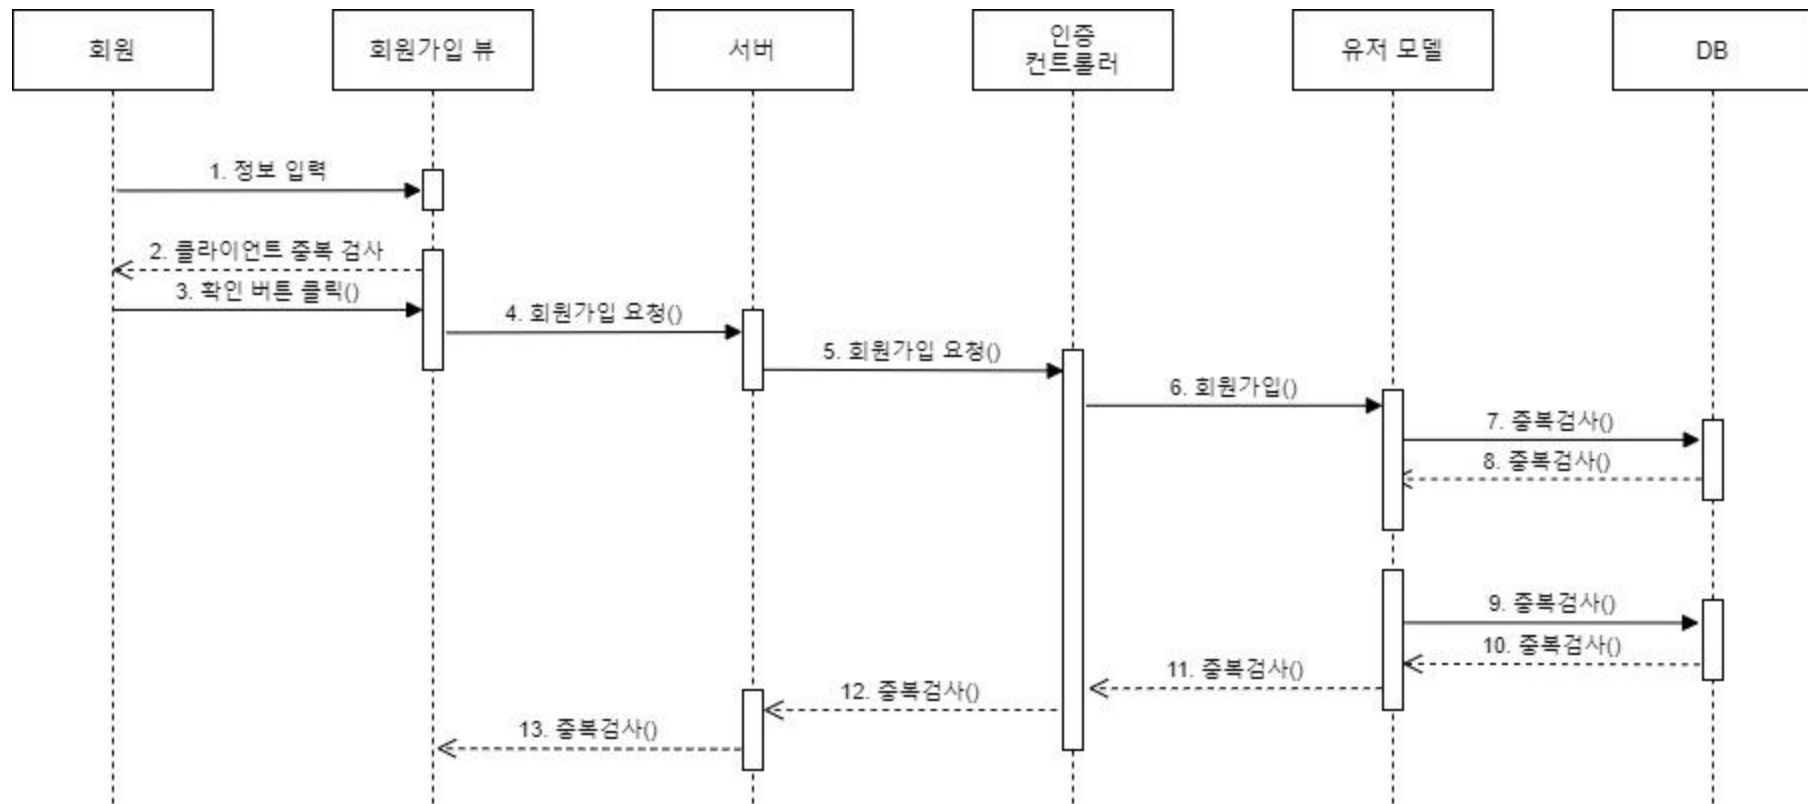 회원
회원가입 뷰
서버
인증
컨트롤러
유저 모델
DB
1. 정보 입력
2. 클라이언트 중복 검사
3. 확인 버튼 클릭()
4. 회원가입 요청()
5. 회원가입 요청()
6. 회원가입()
7. 중복검사()
8. 중복검사()
9. 중복검사()
10. 중복검사()
11. 중복검사()
12. 중복검사()
13. 중복검사()